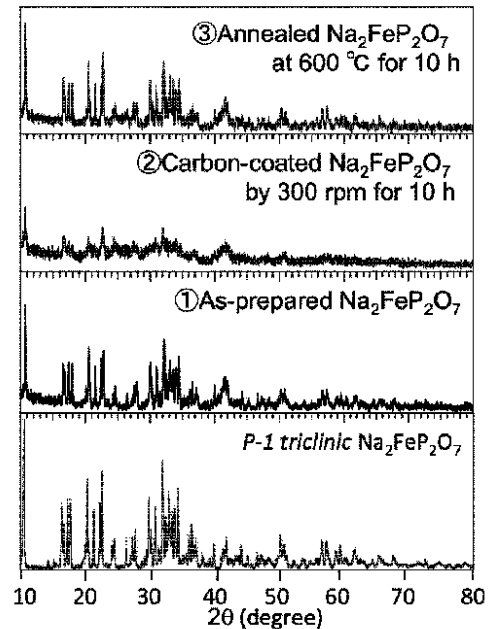 ③Annealed Na₂FeP₂O₇
at 600 °C for 10 h
②Carbon-coated Na₂FeP₂O₇
by 300 rpm for 10 h
①As-prepared Na₂FeP₂O₇
P-1 triclinic Na₂FeP₂O₇
10 20 30 40 50 60 70 80
2θ (degree)